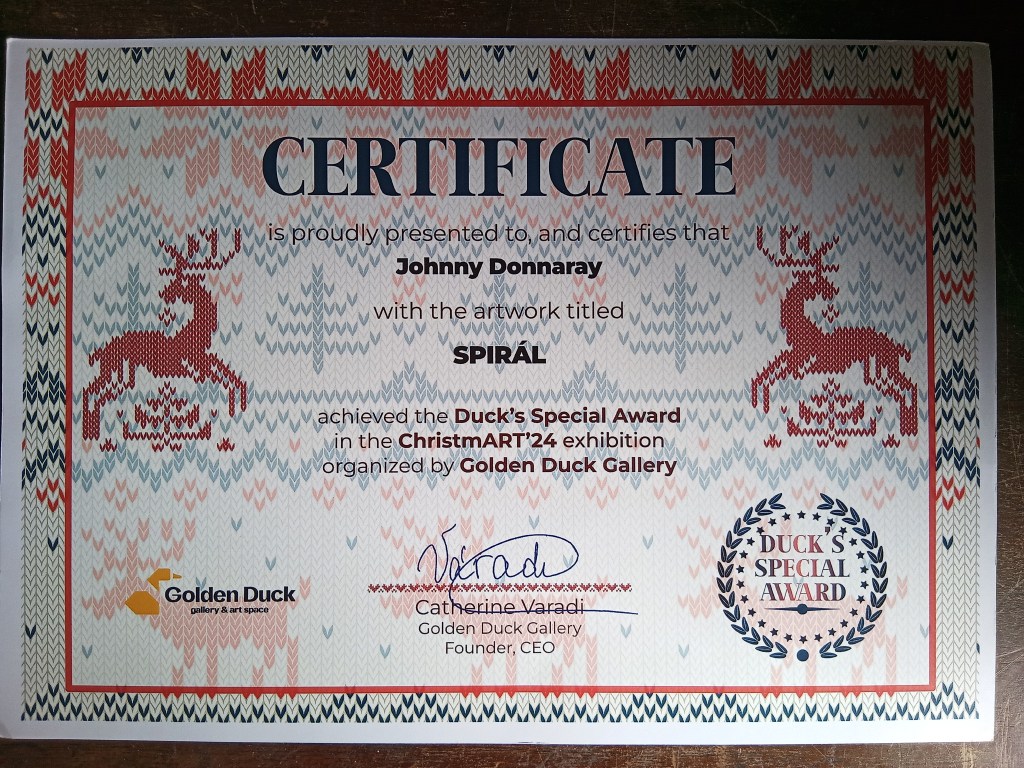 CERTIFICATE
is proudly presented to, and certifies that
Johnny Donnaray
with the artwork titled
SPIRÁL
achieved the Duck's Special Award
in the ChristmART'24 exhibition
organized by Golden Duck Gallery
Váradi
Catherine Varadi
Golden Duck Gallery
Founder, CEO
Golden Duck
gallery & art space
DUCK'S
SPECIAL
AWARD